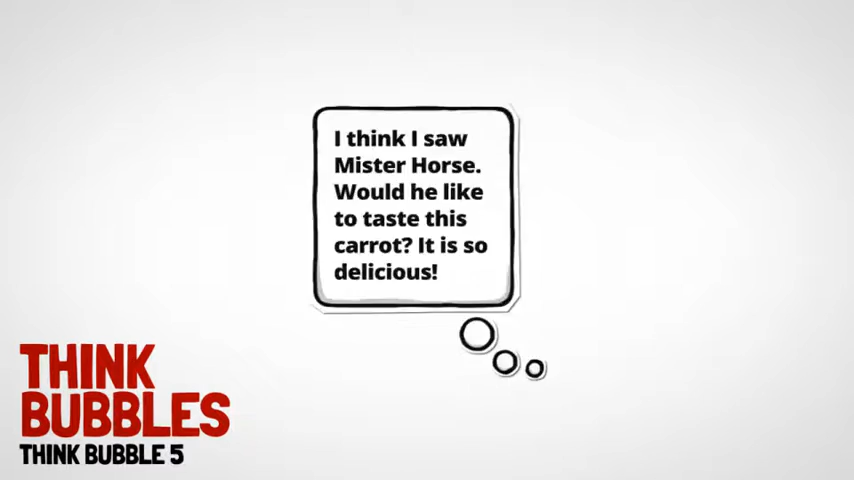 I think I saw
Mister Horse.
Would he like
to taste this
carrot? It is so
delicious!
THINK
BUBBLES
THINK BUBBLE 5